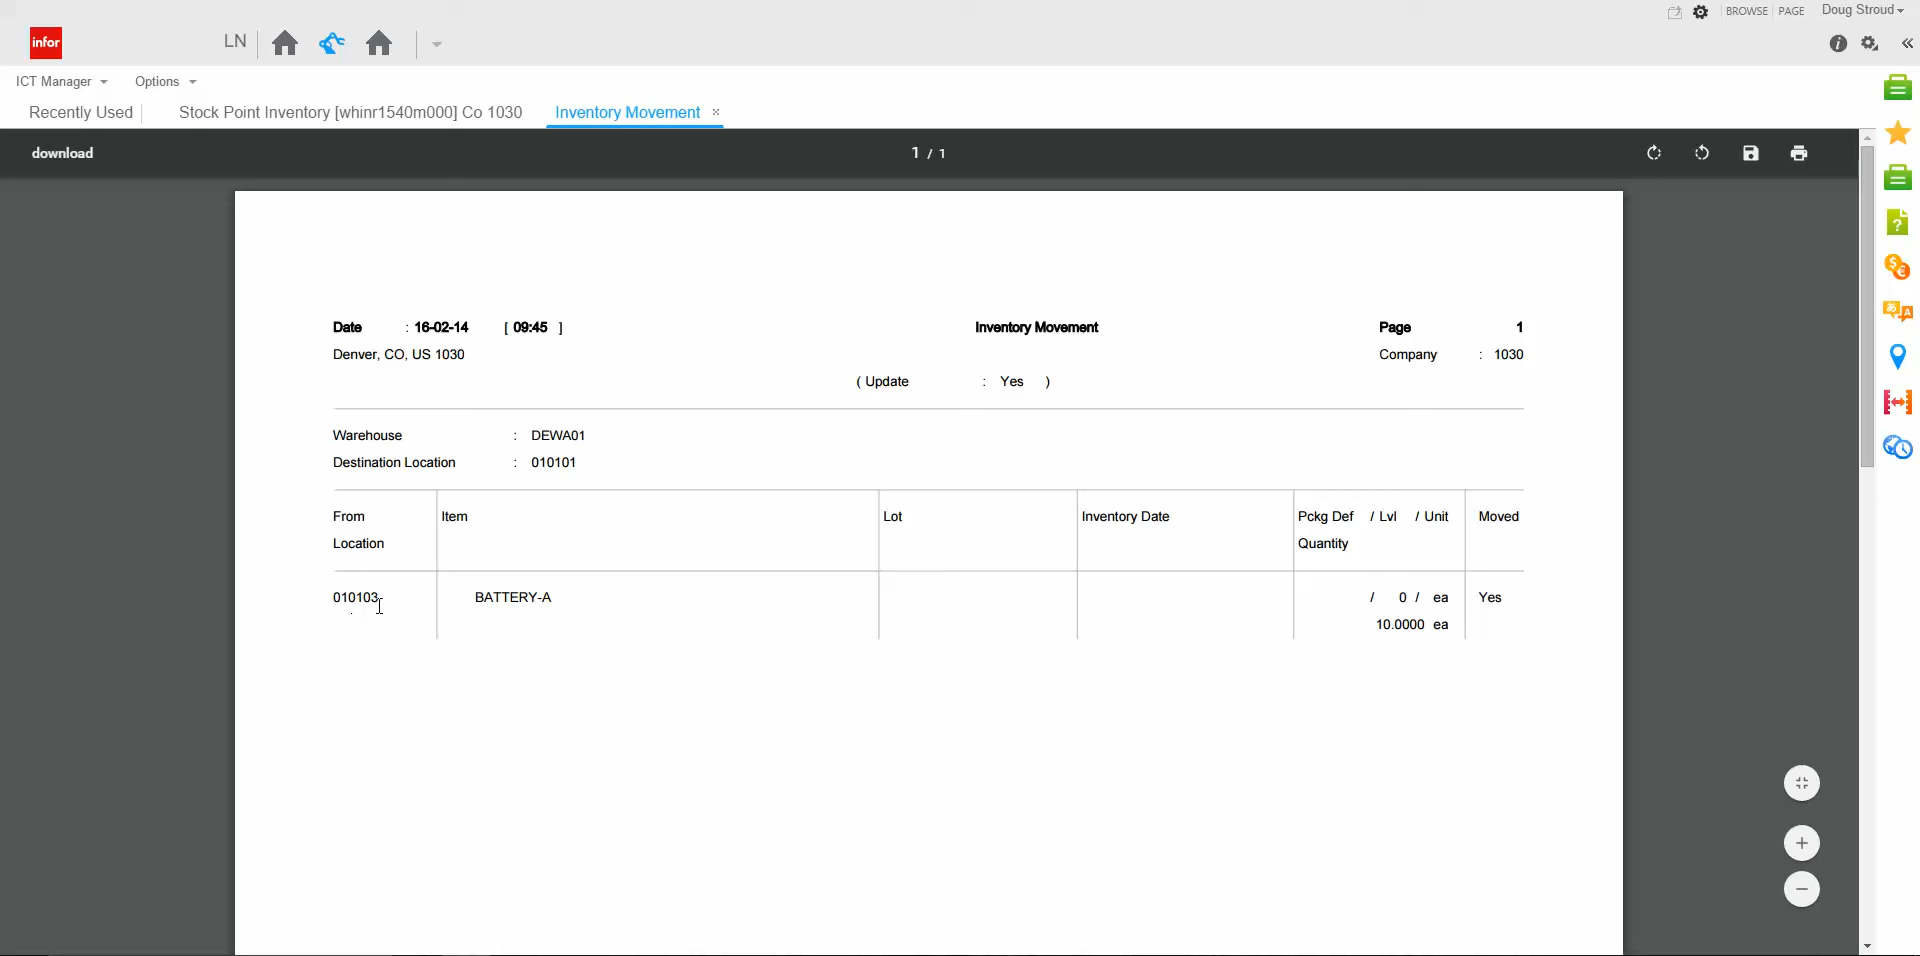 BROWSE PAGE Doug Stroud
infor LN
ICT Manager Options
Recently Used Stock Point Inventory [whinr1540m000] Co 1030 Inventory Movement
download 1 / 1
Date : 16-02-14 [ 09:45 ] Inventory Movement Page 1
Denver, CO, US 1030 Company : 1030
( Update : Yes )
Warehouse : DEWA01
Destination Location : 010101
From Item Lot Inventory Date Pckg Def / Lvl / Unit Moved
Location Quantity
010103 BATTERY-A / 0 / ea Yes
10.0000 ea